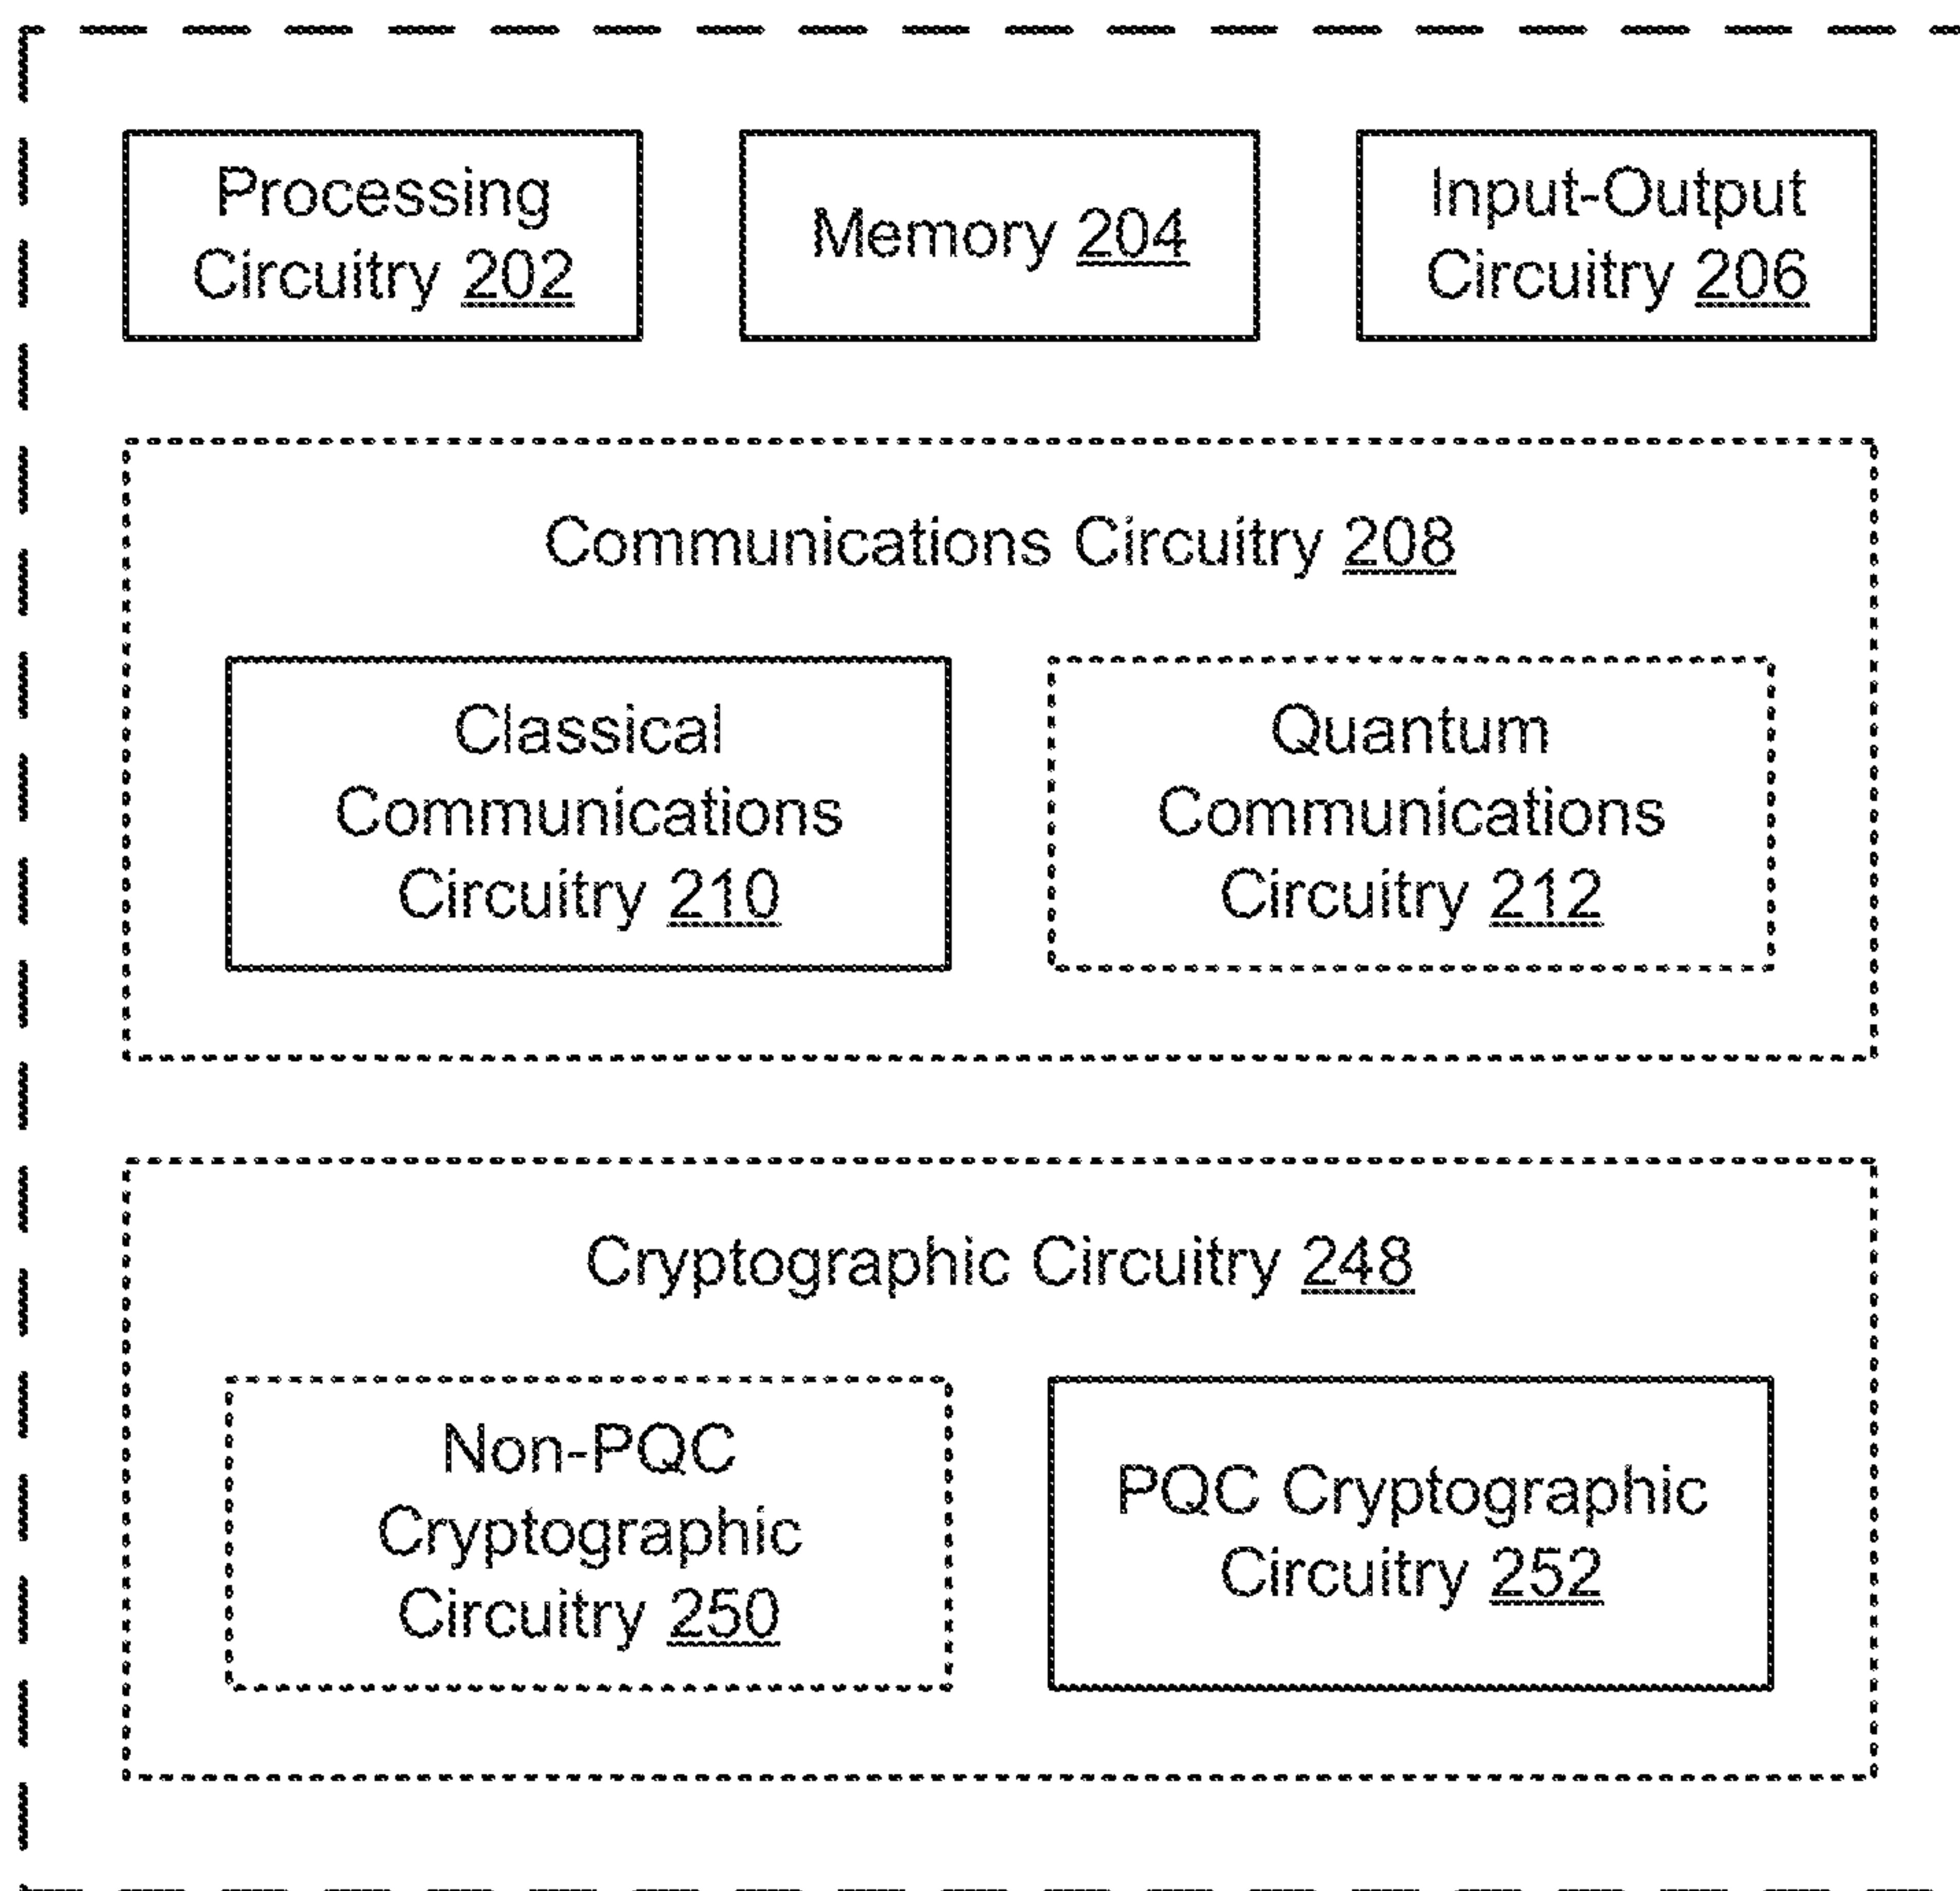 Processing
Circuitry 202
Memory 204
Input-Output
Circuitry 206
Communications Circuitry 208
Classical
Communications
Circuitry 210
Quantum
Communications
Circuitry 212
Cryptographic Circuitry 248
Non-PQC
Cryptographic
Circuitry 250
PQC Cryptographic
Circuitry 252